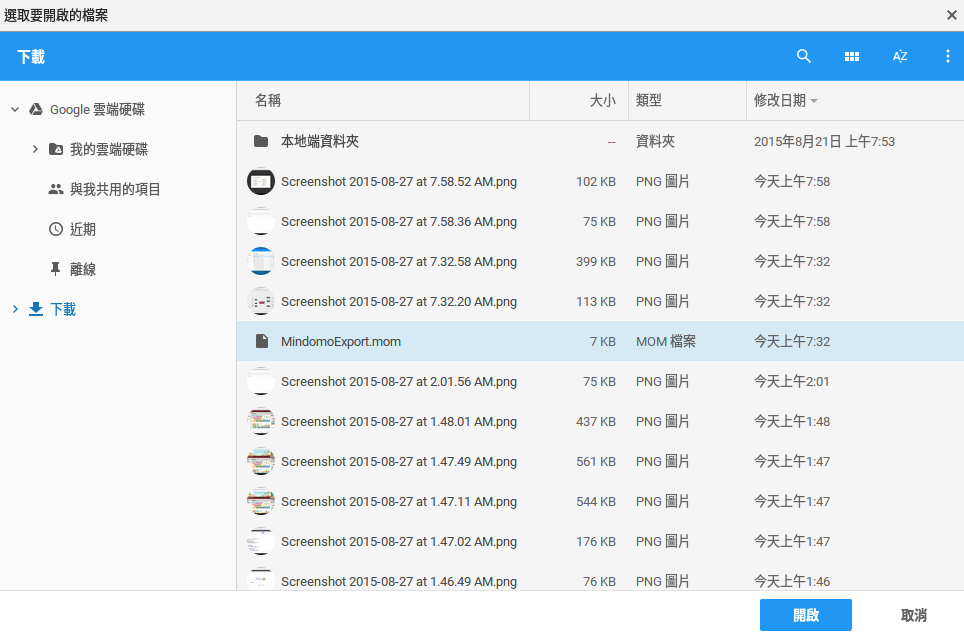 選取要開啟的檔案
下載
AZ
Google 雲端硬碟
我的雲端硬碟
與我共用的項目
近期
離線
下載
名稱 大小 類型 修改日期
本地端資料夾 -- 資料夾 2015年8月21日 上午7:53
Screenshot 2015-08-27 at 7.58.52 AM.png 102 KB PNG 圖片 今天上午7:58
Screenshot 2015-08-27 at 7.58.36 AM.png 75 KB PNG 圖片 今天上午7:58
Screenshot 2015-08-27 at 7.32.58 AM.png 399 KB PNG 圖片 今天上午7:32
Screenshot 2015-08-27 at 7.32.20 AM.png 113 KB PNG 圖片 今天上午7:32
MindomoExport.mom 7 KB MOM 檔案 今天上午7:32
Screenshot 2015-08-27 at 2.01.56 AM.png 75 KB PNG 圖片 今天上午2:01
Screenshot 2015-08-27 at 1.48.01 AM.png 437 KB PNG 圖片 今天上午1:48
Screenshot 2015-08-27 at 1.47.49 AM.png 561 KB PNG 圖片 今天上午1:47
Screenshot 2015-08-27 at 1.47.11 AM.png 544 KB PNG 圖片 今天上午1:47
Screenshot 2015-08-27 at 1.47.02 AM.png 176 KB PNG 圖片 今天上午1:47
Screenshot 2015-08-27 at 1.46.49 AM.png 76 KB PNG 圖片 今天上午1:46
開啟 取消